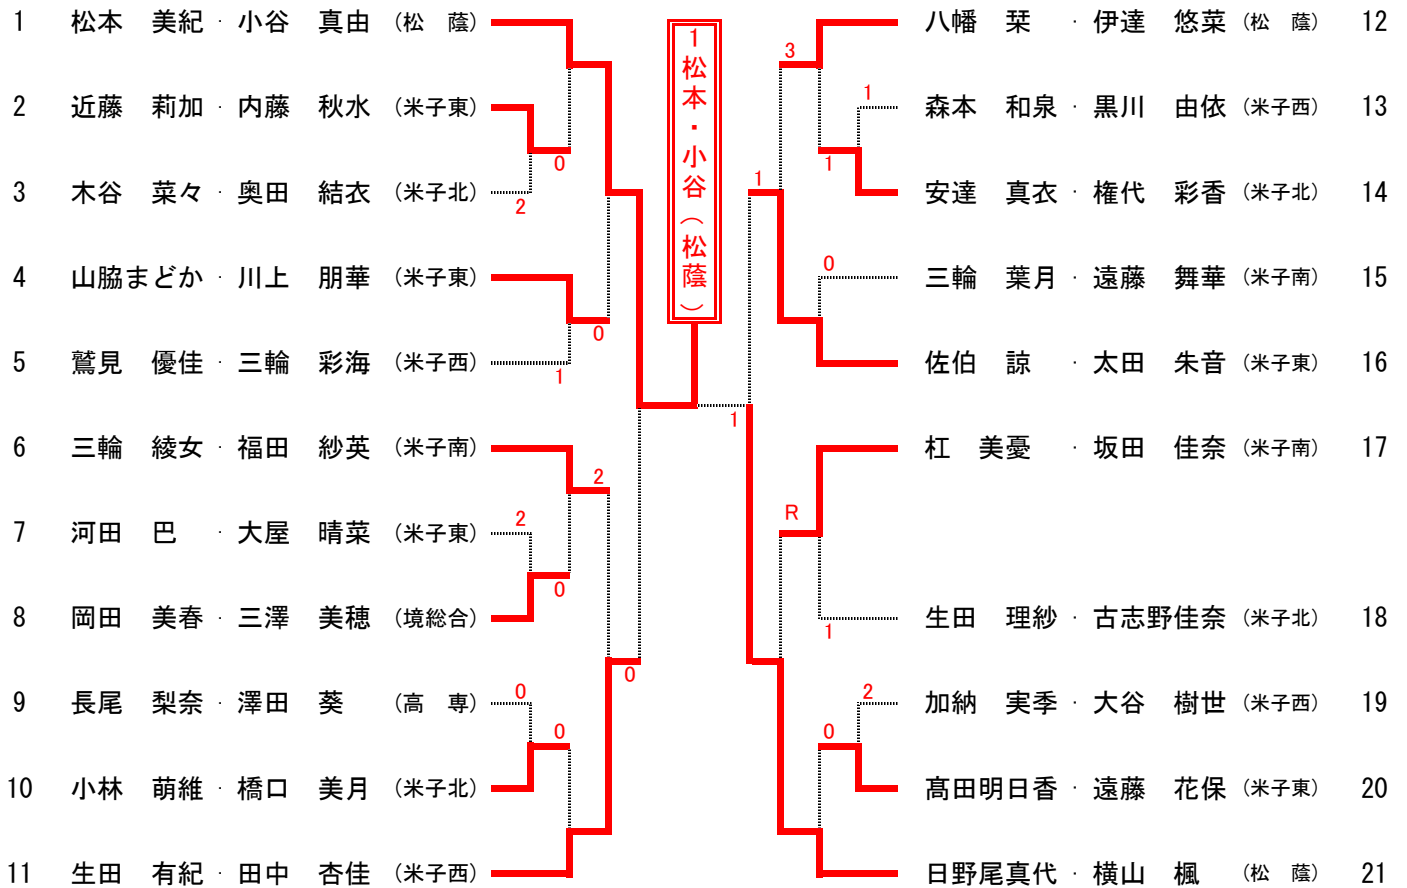 1 松本 美紀・小谷 真由 (松 蔭)
2 近藤 莉加・内藤 秋水 (米子東)
0
3 木谷 菜々・奥田 結衣 (米子北)
2
4 山脇まどか・川上 朋華 (米子東)
0
5 鷲見 優佳・三輪 彩海 (米子西)
1
6 三輪 綾女・福田 紗英 (米子南)
2
7 河田 巴・大屋 晴菜 (米子東)
2
0
8 岡田 美春・三澤 美穂 (境総合)
0
9 長尾 梨奈・澤田 葵 (高 専)
0
0
10 小林 萌維・橋口 美月 (米子北)
11 生田 有紀・田中 杏佳 (米子西)
1松本・小谷(松蔭)
1
八幡 栞・伊達 悠菜 (松 蔭) 12
3
1
森本 和泉・黒川 由依 (米子西) 13
1
1
安達 真衣・権代 彩香 (米子北) 14
0
三輪 葉月・遠藤 舞華 (米子南) 15
佐伯 諒・太田 朱音 (米子東) 16
杠 美憂・坂田 佳奈 (米子南) 17
R
生田 理紗・古志野佳奈 (米子北) 18
1
2
加納 実季・大谷 樹世 (米子西) 19
0
髙田明日香・遠藤 花保 (米子東) 20
日野尾真代・横山 楓 (松 蔭) 21